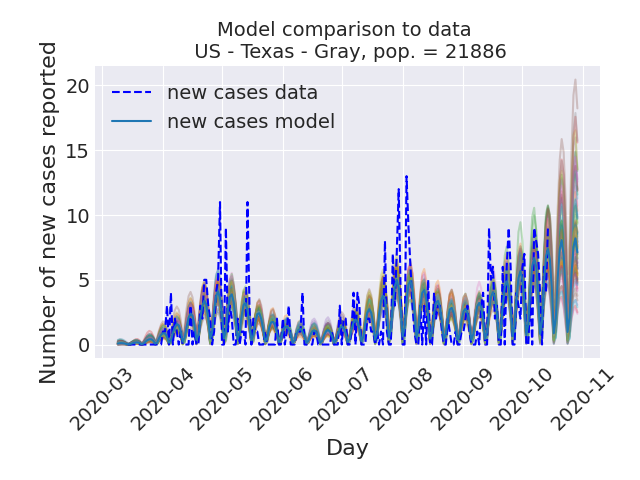 Model comparison to data
US - Texas - Gray, pop. = 21886
new cases data
new cases model
Number of new cases reported
20
15
10
5
0
2020-03
2020-04
2020-05
2020-06
2020-07
2020-08
2020-09
2020-10
2020-11
Day